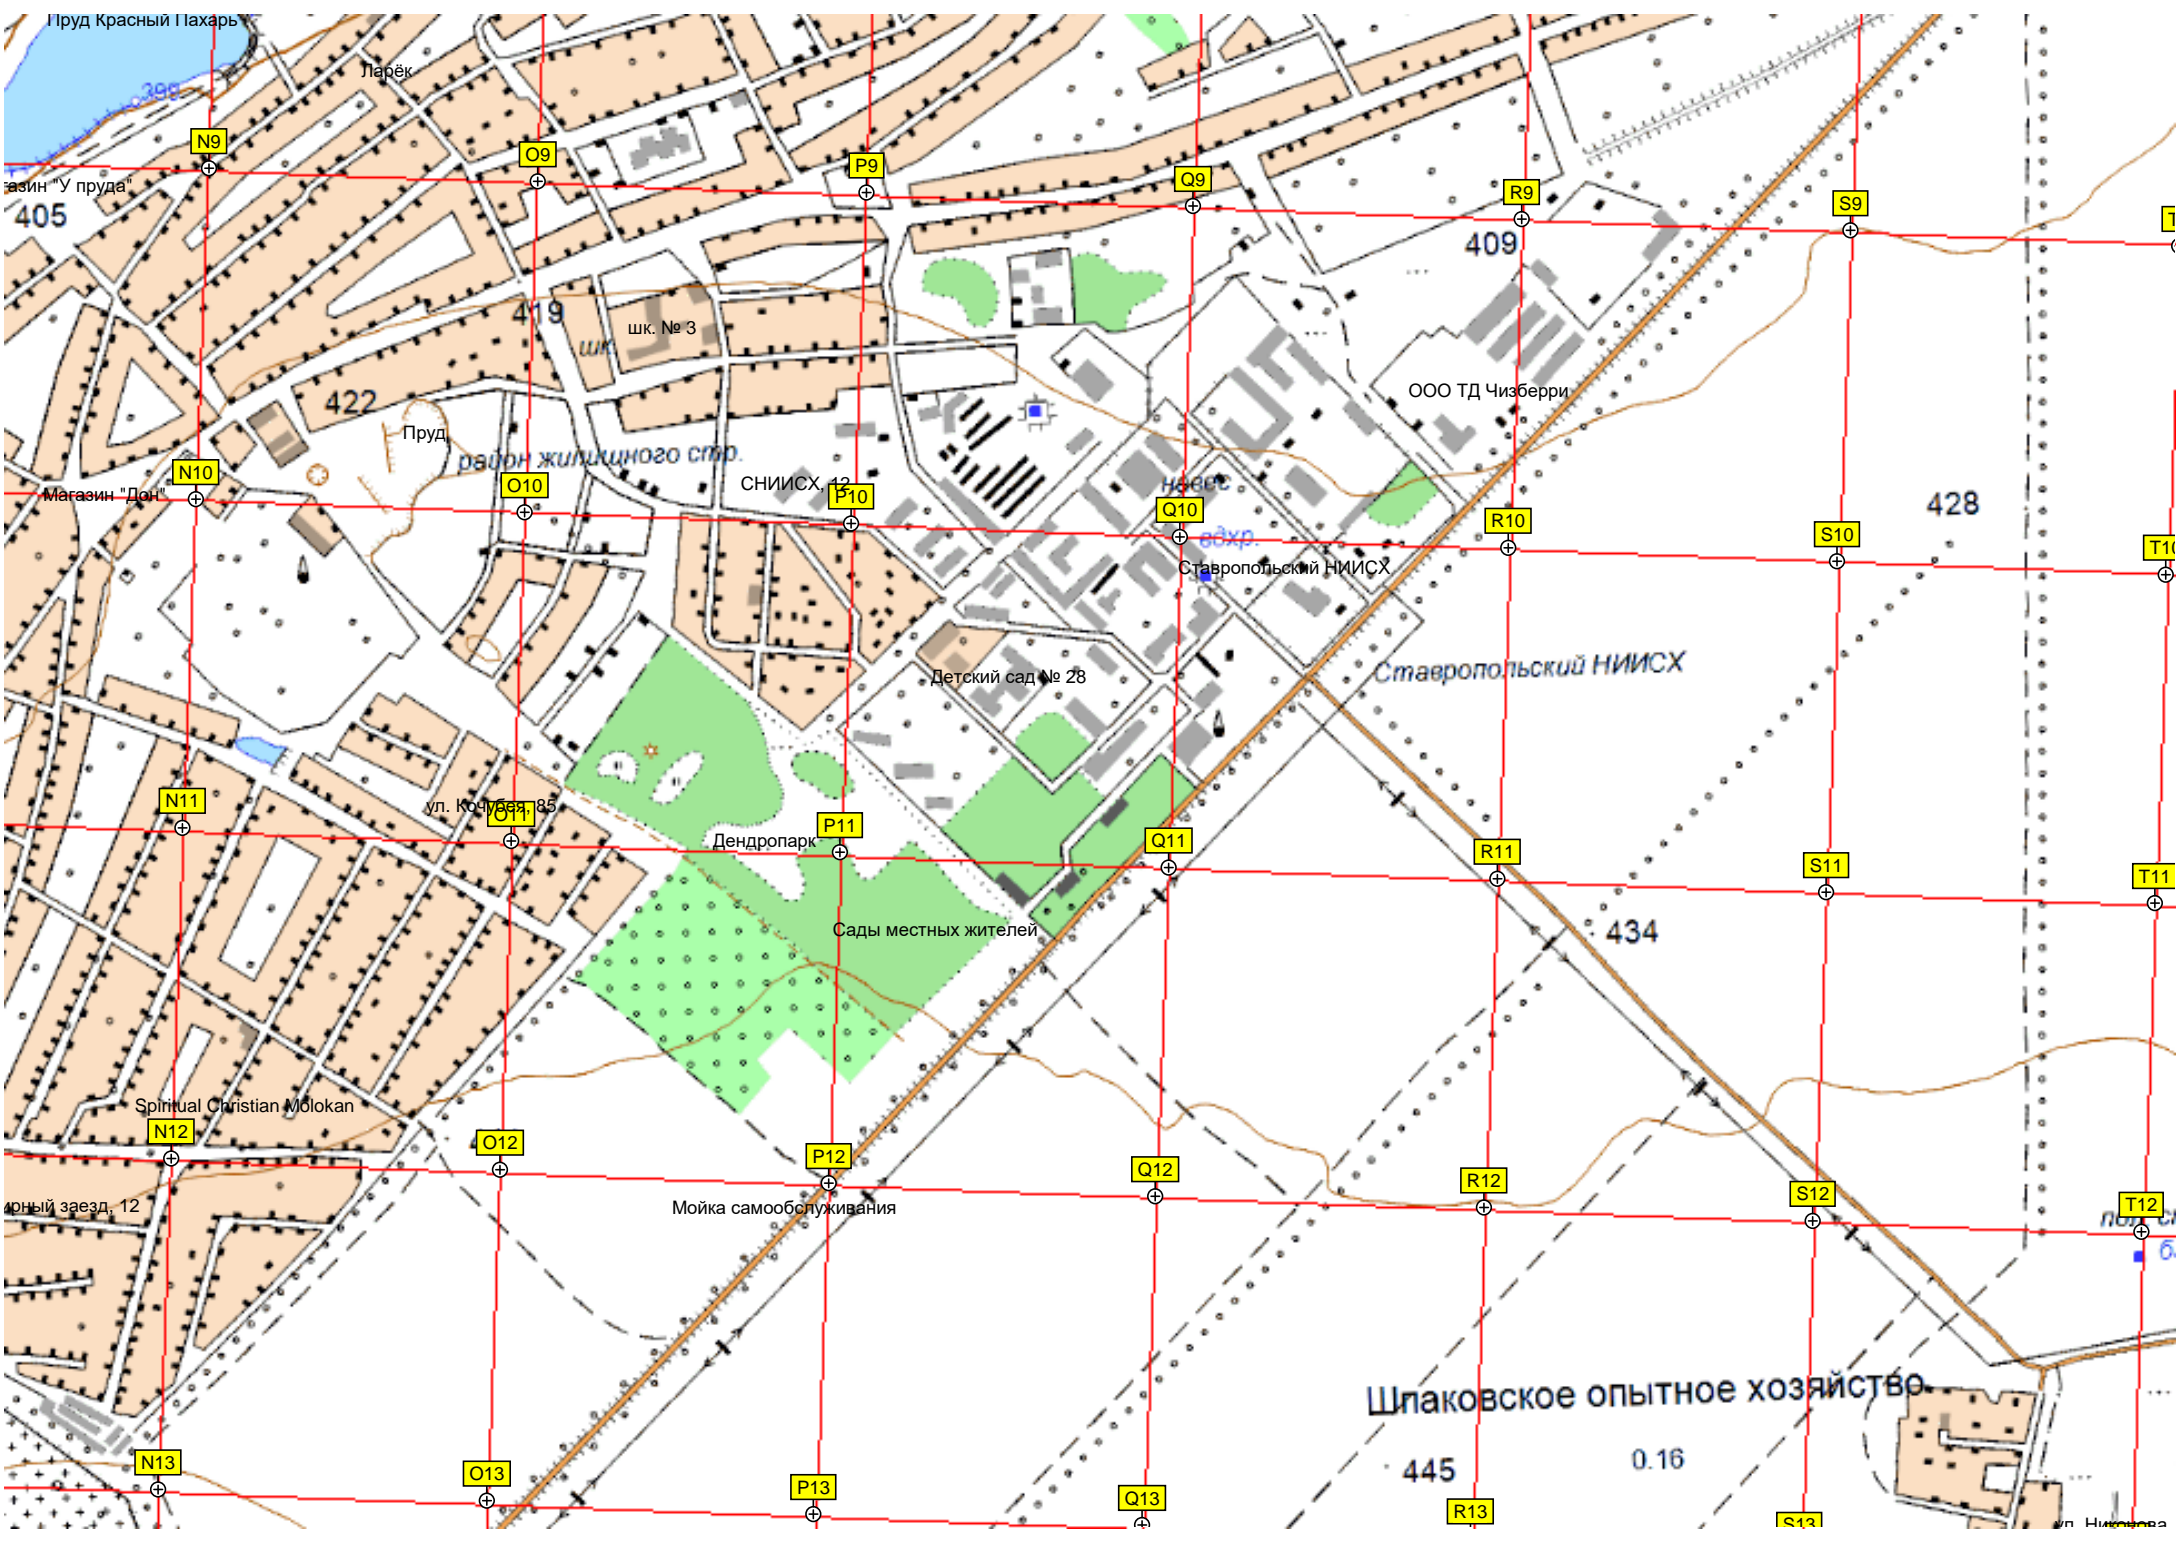 Пруд Красный Пахарь
Ларёк
399
N9
O9
P9
Q9
R9
S9
азин "У пруда"
405
409
419
шк. № 3
шк
422
Пруд
ООО ТД Чизберри
район жилищного стр.
N10
O10
СНИИСХ, 12
P10
навес
Q10
вдхр.
R10
S10
428
Магазин "Дон"
Ставропольский НИИСХ
Ставропольский НИИСХ
Детский сад № 28
N11
ул. Кочубея, 85
O11
P11
Дендропарк
Q11
R11
S11
T11
434
Сады местных жителей
Spiritual Christian Molokan
N12
O12
P12
Q12
R12
S12
T12
ирный заезд, 12
Мойка самообслуживания
Шпаковское опытное хозяйство
445
0.16
N13
O13
P13
Q13
R13
S13
ул. Никонова